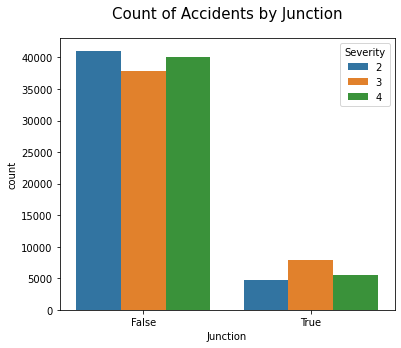 Count of Accidents by Junction
Severity
2
3
4
40000
35000
30000
25000
20000
15000
10000
5000
0
count
False
True
Junction